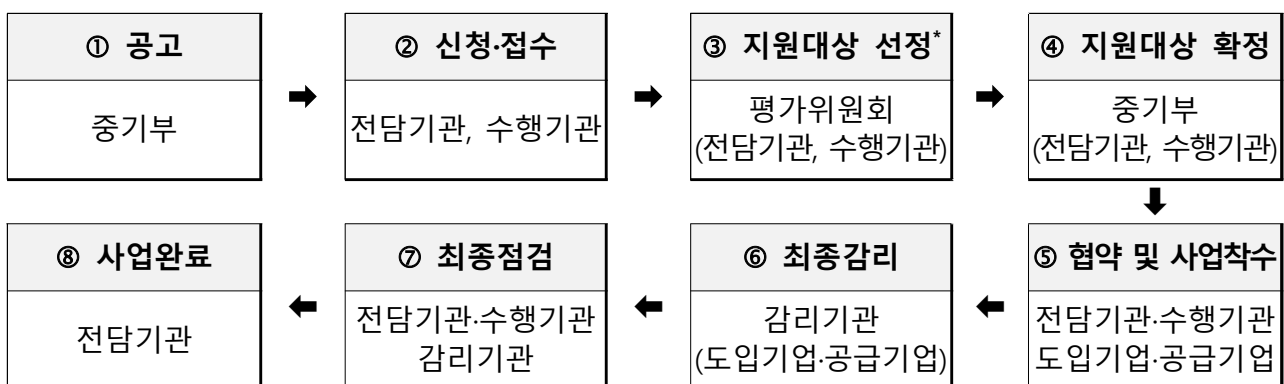 ① 공고
중기부
② 신청·접수
전담기관, 수행기관
③ 지원대상 선정*
평가위원회
(전담기관, 수행기관)
④ 지원대상 확정
중기부
(전담기관, 수행기관)
⑤ 협약 및 사업착수
전담기관·수행기관
도입기업·공급기업
⑥ 최종감리
감리기관
(도입기업·공급기업)
⑦ 최종점검
전담기관·수행기관
감리기관
⑧ 사업완료
전담기관